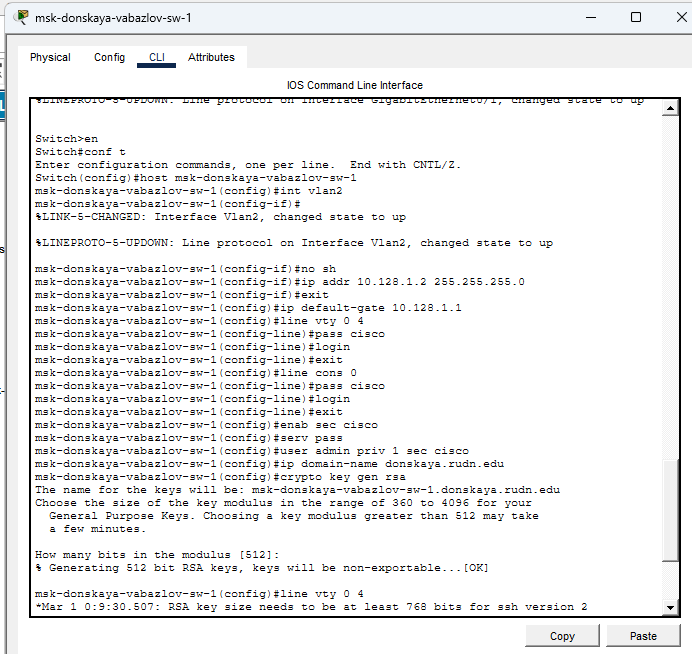 msk-donskaya-vabazlov-sw-1
Physical Config CLI Attributes
IOS Command Line Interface
%LINEPROTO-5-UPDOWN: Line protocol on Interface GigabitEthernet0/1, changed state to up
Switch>en
Switch#conf t
Enter configuration commands, one per line.  End with CNTL/Z.
Switch(config)#host msk-donskaya-vabazlov-sw-1
msk-donskaya-vabazlov-sw-1(config)#int vlan2
msk-donskaya-vabazlov-sw-1(config-if)#
%LINK-5-CHANGED: Interface Vlan2, changed state to up
%LINEPROTO-5-UPDOWN: Line protocol on Interface Vlan2, changed state to up
msk-donskaya-vabazlov-sw-1(config-if)#no sh
msk-donskaya-vabazlov-sw-1(config-if)#ip addr 10.128.1.2 255.255.255.0
msk-donskaya-vabazlov-sw-1(config-if)#exit
msk-donskaya-vabazlov-sw-1(config)#ip default-gate 10.128.1.1
msk-donskaya-vabazlov-sw-1(config)#line vty 0 4
msk-donskaya-vabazlov-sw-1(config-line)#pass cisco
msk-donskaya-vabazlov-sw-1(config-line)#login
msk-donskaya-vabazlov-sw-1(config-line)#exit
msk-donskaya-vabazlov-sw-1(config)#line cons 0
msk-donskaya-vabazlov-sw-1(config-line)#pass cisco
msk-donskaya-vabazlov-sw-1(config-line)#login
msk-donskaya-vabazlov-sw-1(config-line)#exit
msk-donskaya-vabazlov-sw-1(config)#enab sec cisco
msk-donskaya-vabazlov-sw-1(config)#serv pass
msk-donskaya-vabazlov-sw-1(config)#user admin priv 1 sec cisco
msk-donskaya-vabazlov-sw-1(config)#ip domain-name donskaya.rudn.edu
msk-donskaya-vabazlov-sw-1(config)#crypto key gen rsa
The name for the keys will be: msk-donskaya-vabazlov-sw-1.donskaya.rudn.edu
Choose the size of the key modulus in the range of 360 to 4096 for your
General Purpose Keys. Choosing a key modulus greater than 512 may take
a few minutes.
How many bits in the modulus [512]:
% Generating 512 bit RSA keys, keys will be non-exportable...[OK]
msk-donskaya-vabazlov-sw-1(config)#line vty 0 4
*Mar 1 0:9:30.507: RSA key size needs to be at least 768 bits for ssh version 2
Copy Paste